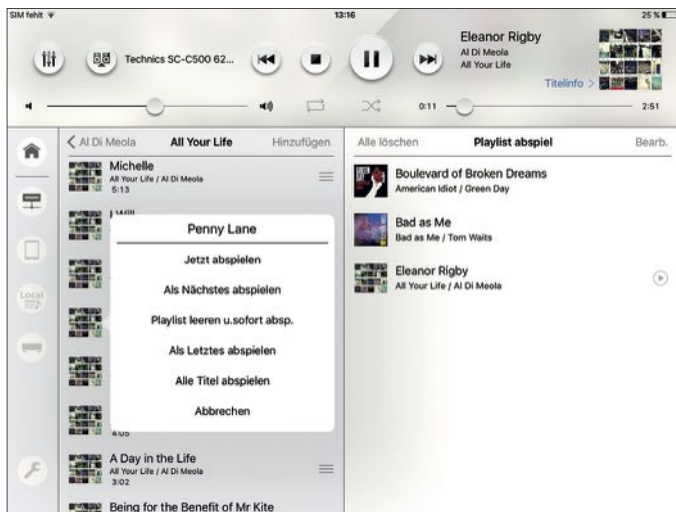 SIM fehlt
13:16
25 %
Technics SC-C500 62...
Eleanor Rigby
Al Di Meola
All Your Life
Titelinfo >
0:11
2:51
Al Di Meola
All Your Life
Hinzufügen
Michelle
All Your Life / Al Di Meola
5:13
I Will
Penny Lane
Jetzt abspielen
Als Nächstes abspielen
Playlist leeren u.sofort absp.
Als Letztes abspielen
Alle Titel abspielen
Abbrechen
4:05
A Day in the Life
All Your Life / Al Di Meola
3:02
Being for the Benefit of Mr Kite
Local
Alle löschen
Playlist abspiel
Bearb.
Boulevard of Broken Dreams
American Idiot / Green Day
Bad as Me
Bad as Me / Tom Waits
Eleanor Rigby
All Your Life / Al Di Meola